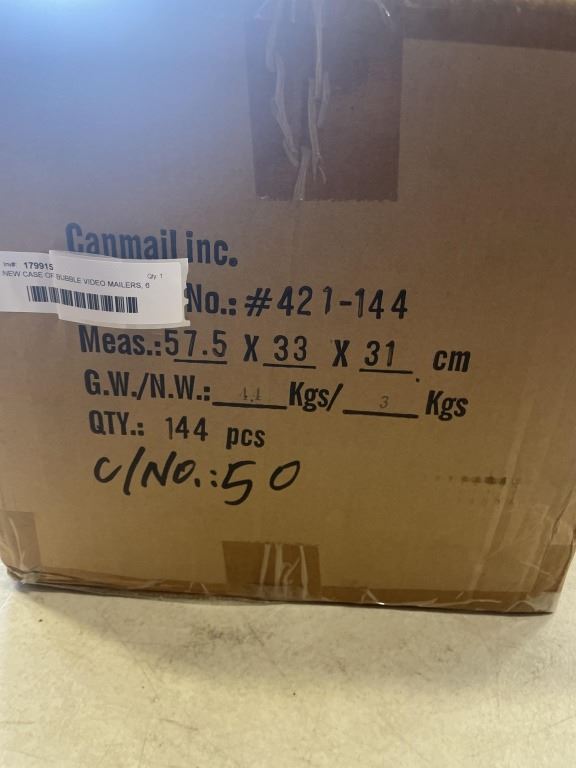 Canmail inc.
Inv#: 179915 Qty: 1
NEW CASE OF BUBBLE VIDEO MAILERS, 6
No.: #421-144
Meas.: 57.5 X 33 X 31 cm
G.W./N.W.: 4.1 Kgs/ 3 Kgs
QTY.: 144 pcs
C/NO.: 50